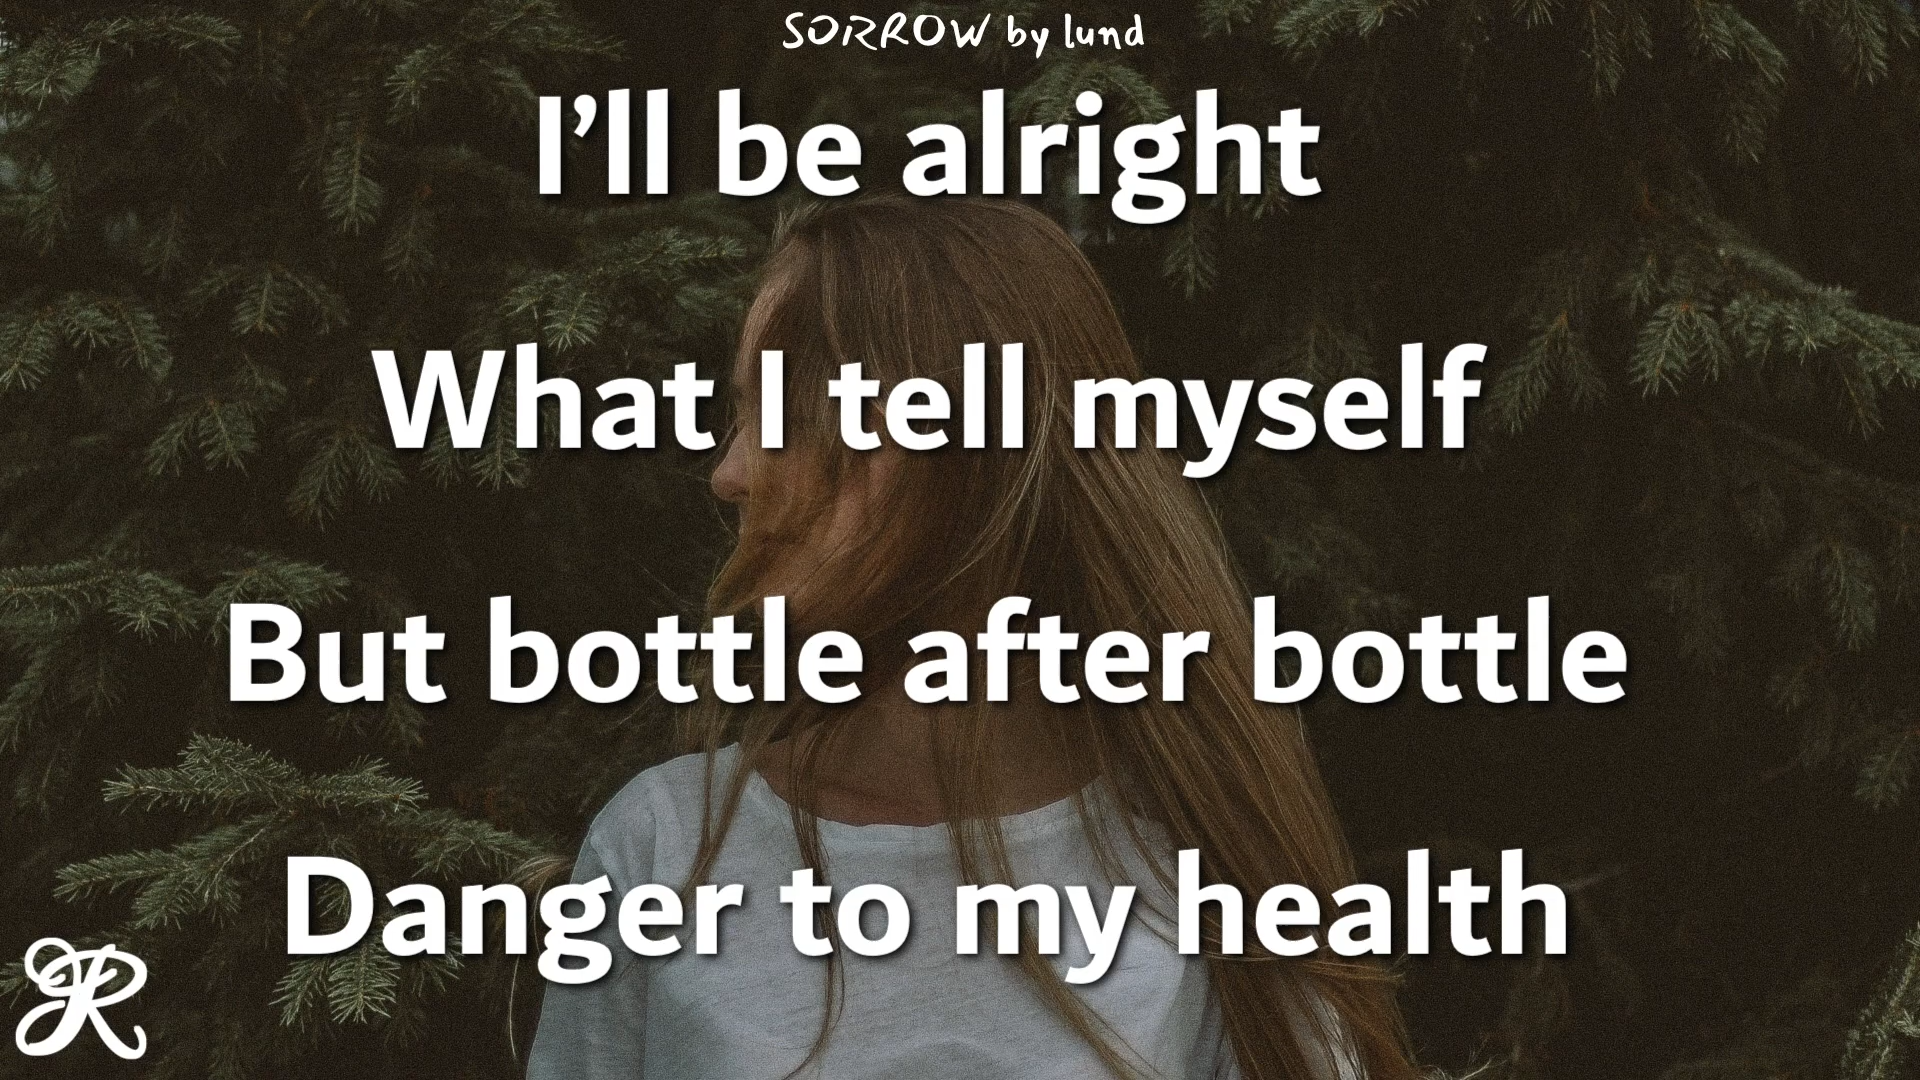 SORROW by lund
I’ll be alright
What I tell myself
But bottle after bottle
Danger to my health
R